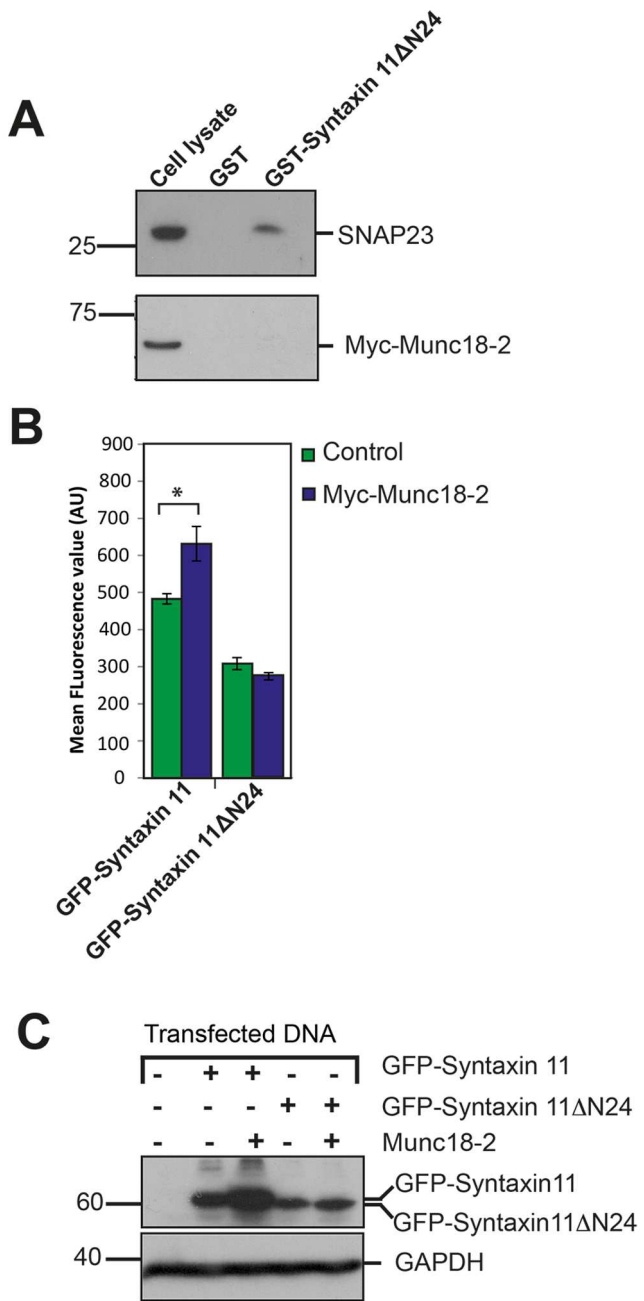 A
Cell lysate
GST
GST-Syntaxin 11ΔN24
25
SNAP23
75
Myc-Munc18-2
B
Mean FLuorescence value (AU)
900
800
700
600
500
400
300
200
100
0
*
Control
Myc-Munc18-2
GFP-Syntaxin 11
GFP-Syntaxin 11ΔN24
C
Transfected DNA
- + + - - GFP-Syntaxin 11
- - - + + GFP-Syntaxin 11ΔN24
- - + - + Munc18-2
60
GFP-Syntaxin11
GFP-Syntaxin11ΔN24
40
GAPDH